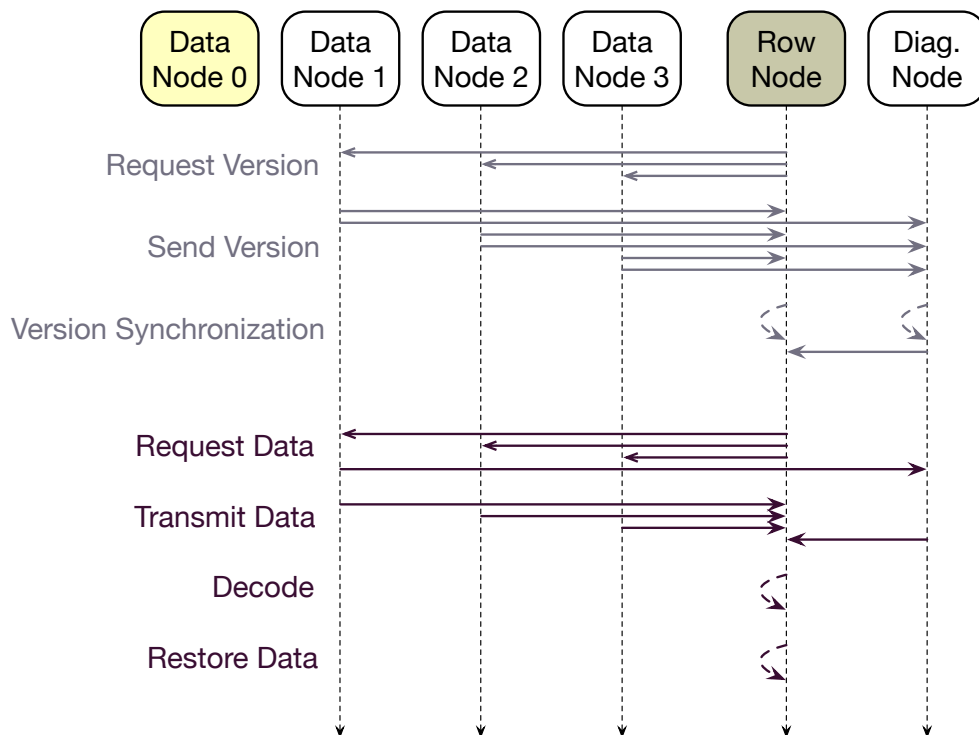 Data
Node 0
Data
Node 1
Data
Node 2
Data
Node 3
Row
Node
Diag.
Node
Request Version
Send Version
Version Synchronization
Request Data
Transmit Data
Decode
Restore Data